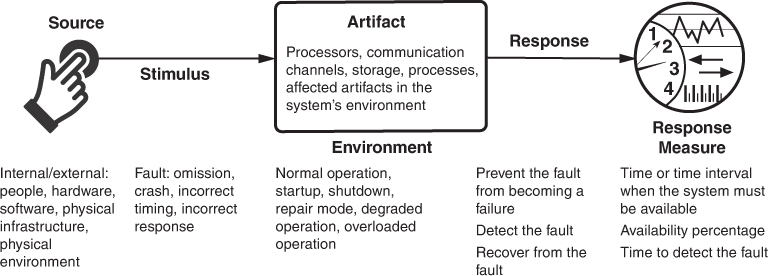 Source
Stimulus
Artifact
Processors, communication
channels, storage, processes,
affected artifacts in the
system's environment
Environment
Response
1
2
3
4
Response
Measure
Internal/external:
people, hardware,
software, physical
infrastructure,
physical
environment
Fault: omission,
crash, incorrect
timing, incorrect
response
Normal operation,
startup, shutdown,
repair mode, degraded
operation, overloaded
operation
Prevent the fault
from becoming a
failure
Detect the fault
Recover from the
fault
Time or time interval
when the system must
be available
Availability percentage
Time to detect the fault